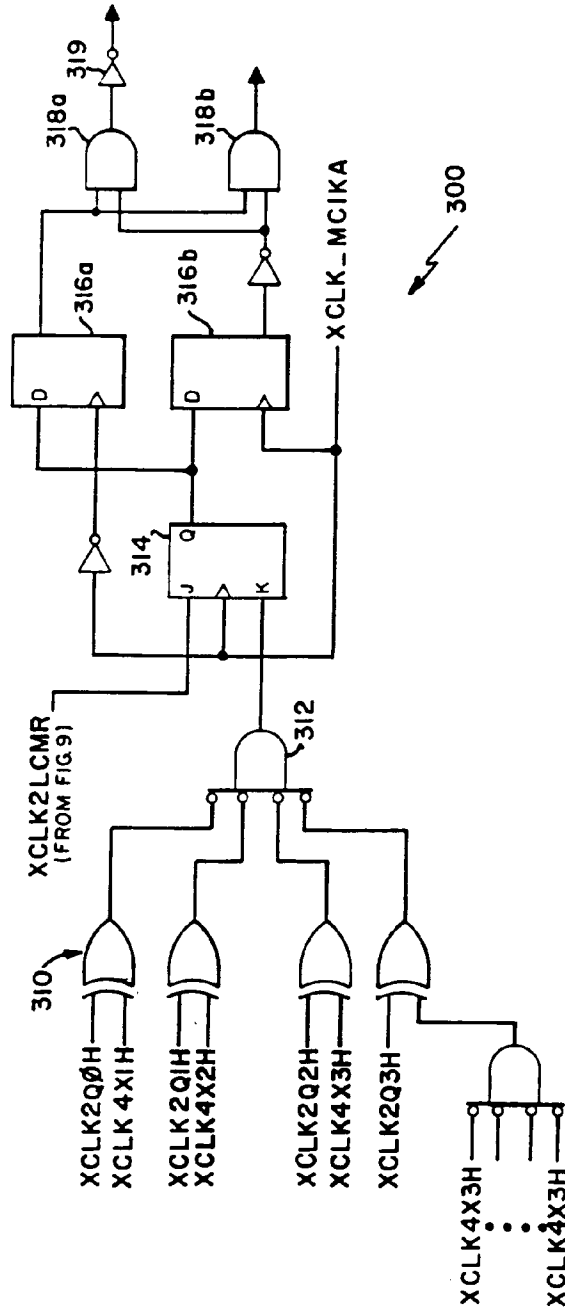 319
318a
318b
316a
D
316b
D
XCLK_MCIKA
300
314
J
Q
K
XCLK2LCMR
(FROM FIG.9)
312
310
XCLK2QØH
XCLK4X1H
XCLK2Q1H
XCLK4X2H
XCLK2Q2H
XCLK4X3H
XCLK2Q3H
XCLK4X3H
XCLK4X3H